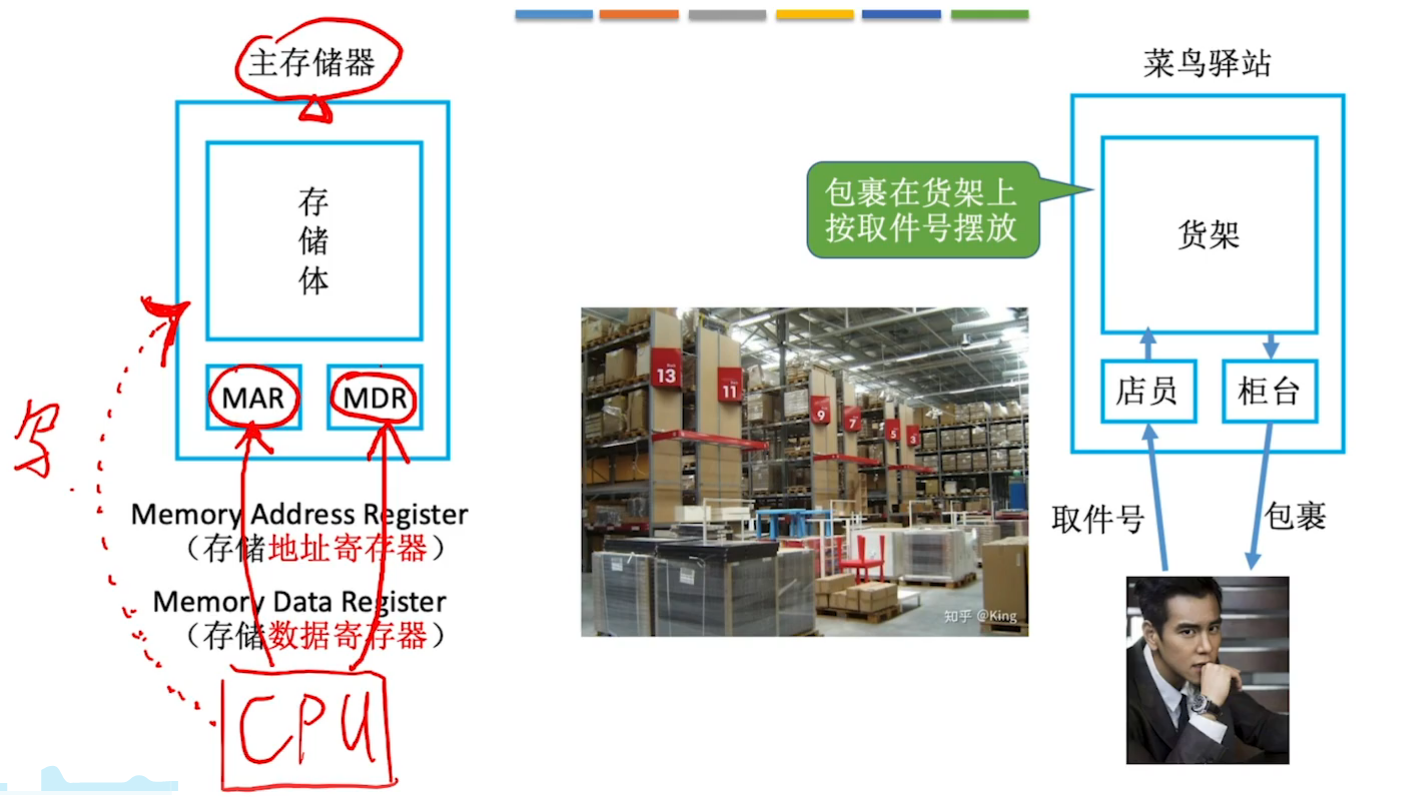 主存储器
存
储
体
MAR
MDR
写
Memory Address Register
（存储地址寄存器）
Memory Data Register
（存储数据寄存器）
CPU
包裹在货架上
按取件号摆放
13
11
9
7
5
3
知乎 @King
菜鸟驿站
货架
店员
柜台
取件号
包裹